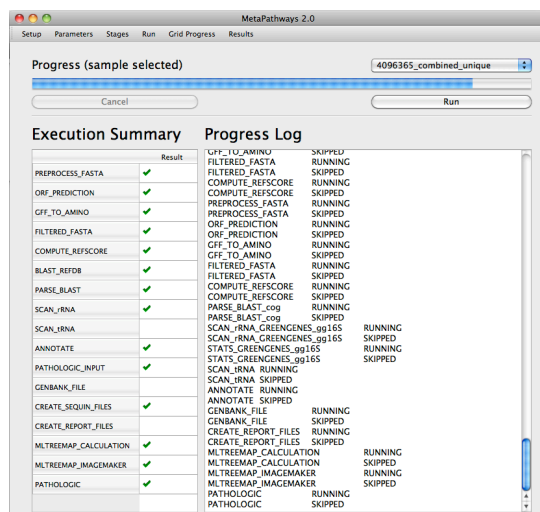 MetaPathways 2.0
Setup Parameters Stages Run Grid Progress Results
Progress (sample selected)
4096365_combined_unique
Cancel
Run
Execution Summary
Result
PREPROCESS_FASTA
ORF_PREDICTION
GFF_TO_AMINO
FILTERED_FASTA
COMPUTE_REFSCORE
BLAST_REFDB
PARSE_BLAST
SCAN_rRNA
SCAN_tRNA
ANNOTATE
PATHOLOGIC_INPUT
GENBANK_FILE
CREATE_SEQUIN_FILES
CREATE_REPORT_FILES
MLTREEMAP_CALCULATION
MLTREEMAP_IMAGEMAKER
PATHOLOGIC
Progress Log
GFF_TO_AMINO SKIPPED
FILTERED_FASTA RUNNING
FILTERED_FASTA SKIPPED
COMPUTE_REFSCORE RUNNING
COMPUTE_REFSCORE SKIPPED
PREPROCESS_FASTA RUNNING
PREPROCESS_FASTA SKIPPED
ORF_PREDICTION RUNNING
ORF_PREDICTION SKIPPED
GFF_TO_AMINO RUNNING
GFF_TO_AMINO SKIPPED
FILTERED_FASTA RUNNING
FILTERED_FASTA SKIPPED
COMPUTE_REFSCORE RUNNING
COMPUTE_REFSCORE SKIPPED
PARSE_BLAST_cog RUNNING
PARSE_BLAST_cog SKIPPED
SCAN_rRNA_GREENGENES_gg16S RUNNING
SCAN_rRNA_GREENGENES_gg16S SKIPPED
STATS_GREENGENES_gg16S RUNNING
STATS_GREENGENES_gg16S SKIPPED
SCAN_tRNA RUNNING
SCAN_tRNA SKIPPED
ANNOTATE RUNNING
ANNOTATE SKIPPED
GENBANK_FILE RUNNING
GENBANK_FILE SKIPPED
CREATE_REPORT_FILES RUNNING
CREATE_REPORT_FILES SKIPPED
MLTREEMAP_CALCULATION RUNNING
MLTREEMAP_CALCULATION SKIPPED
MLTREEMAP_IMAGEMAKER RUNNING
MLTREEMAP_IMAGEMAKER SKIPPED
PATHOLOGIC RUNNING
PATHOLOGIC SKIPPED